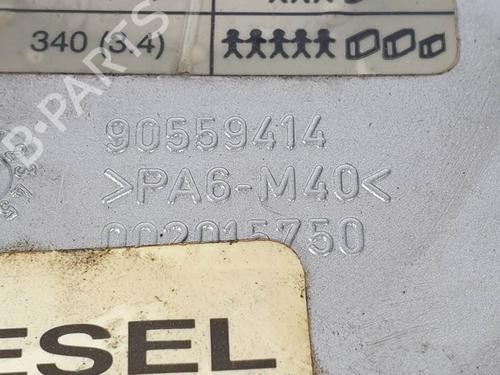 340 (3.4)
90559414
>PA6-M40<
002015750
ESEL
B-PARTS